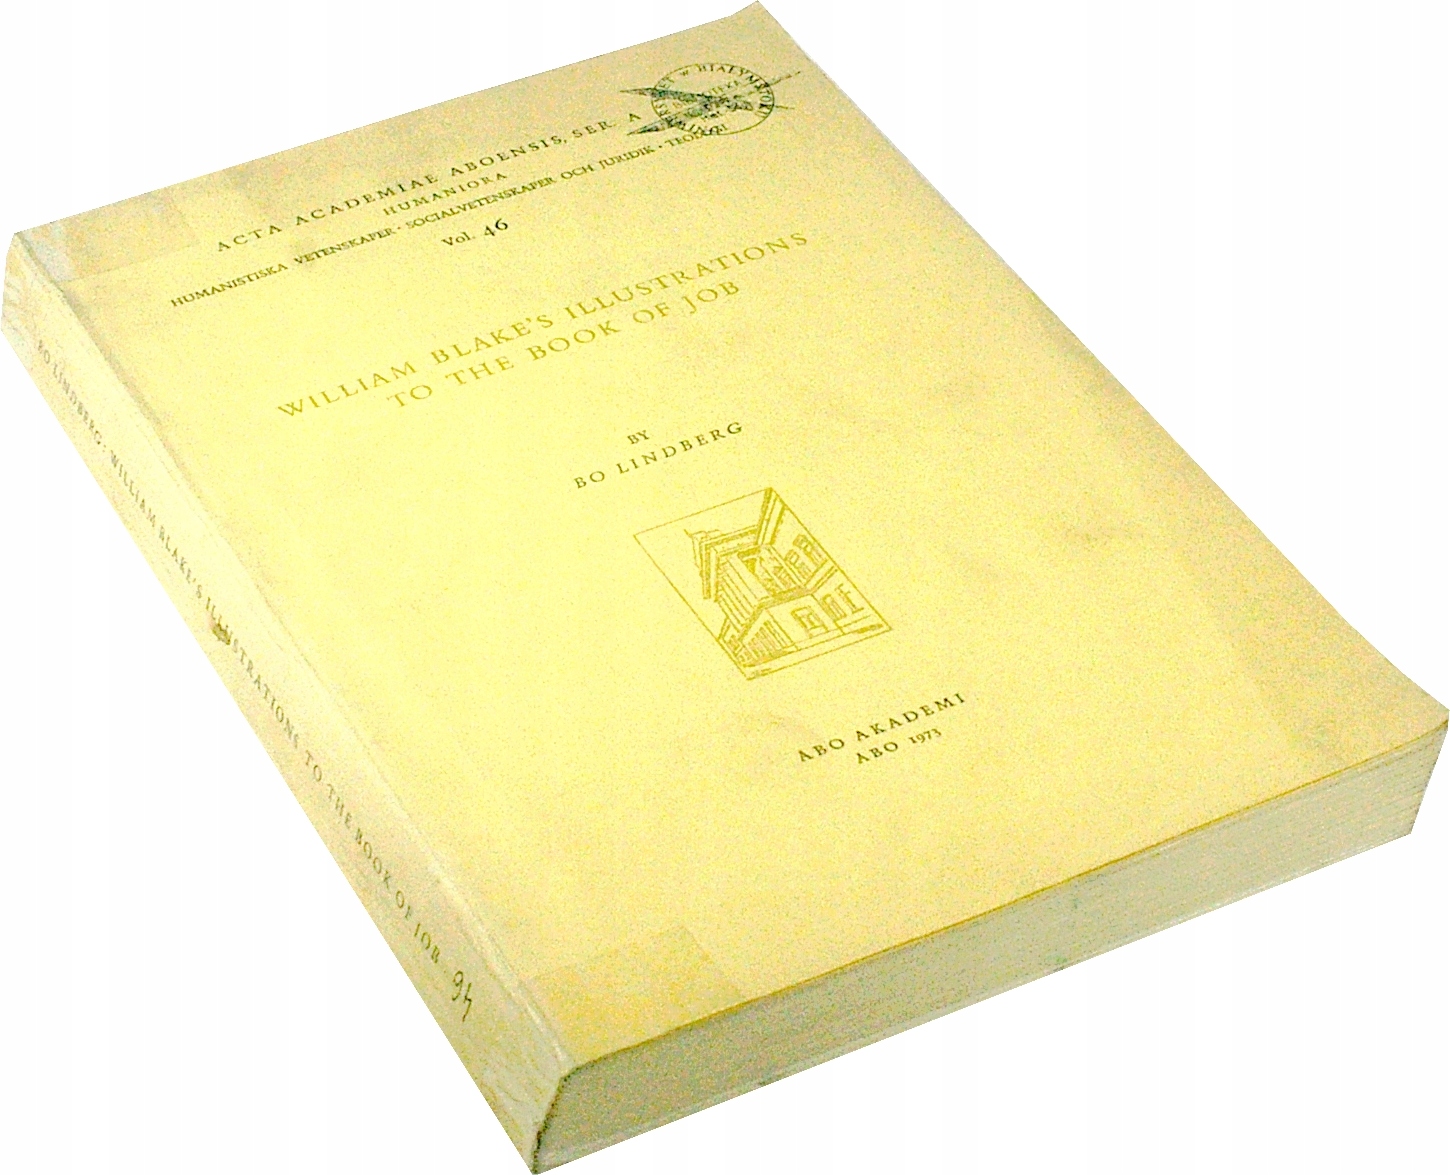 ACTA ACADEMIAE ABOENSIS, SER. A
HUMANIORA
HUMANISTISKA VETENSKAPER · SOCIALVETENSKAPER OCH JURIDIK · TEOLOGI
Vol. 46
WILLIAM BLAKE'S ILLUSTRATIONS
TO THE BOOK OF JOB
BY
BO LINDBERG
ÅBO AKADEMI
ÅBO 1973
BO LINDBERG: WILLIAM BLAKE'S ILLUSTRATIONS TO THE BOOK OF JOB
W BIAŁYMSTOKU